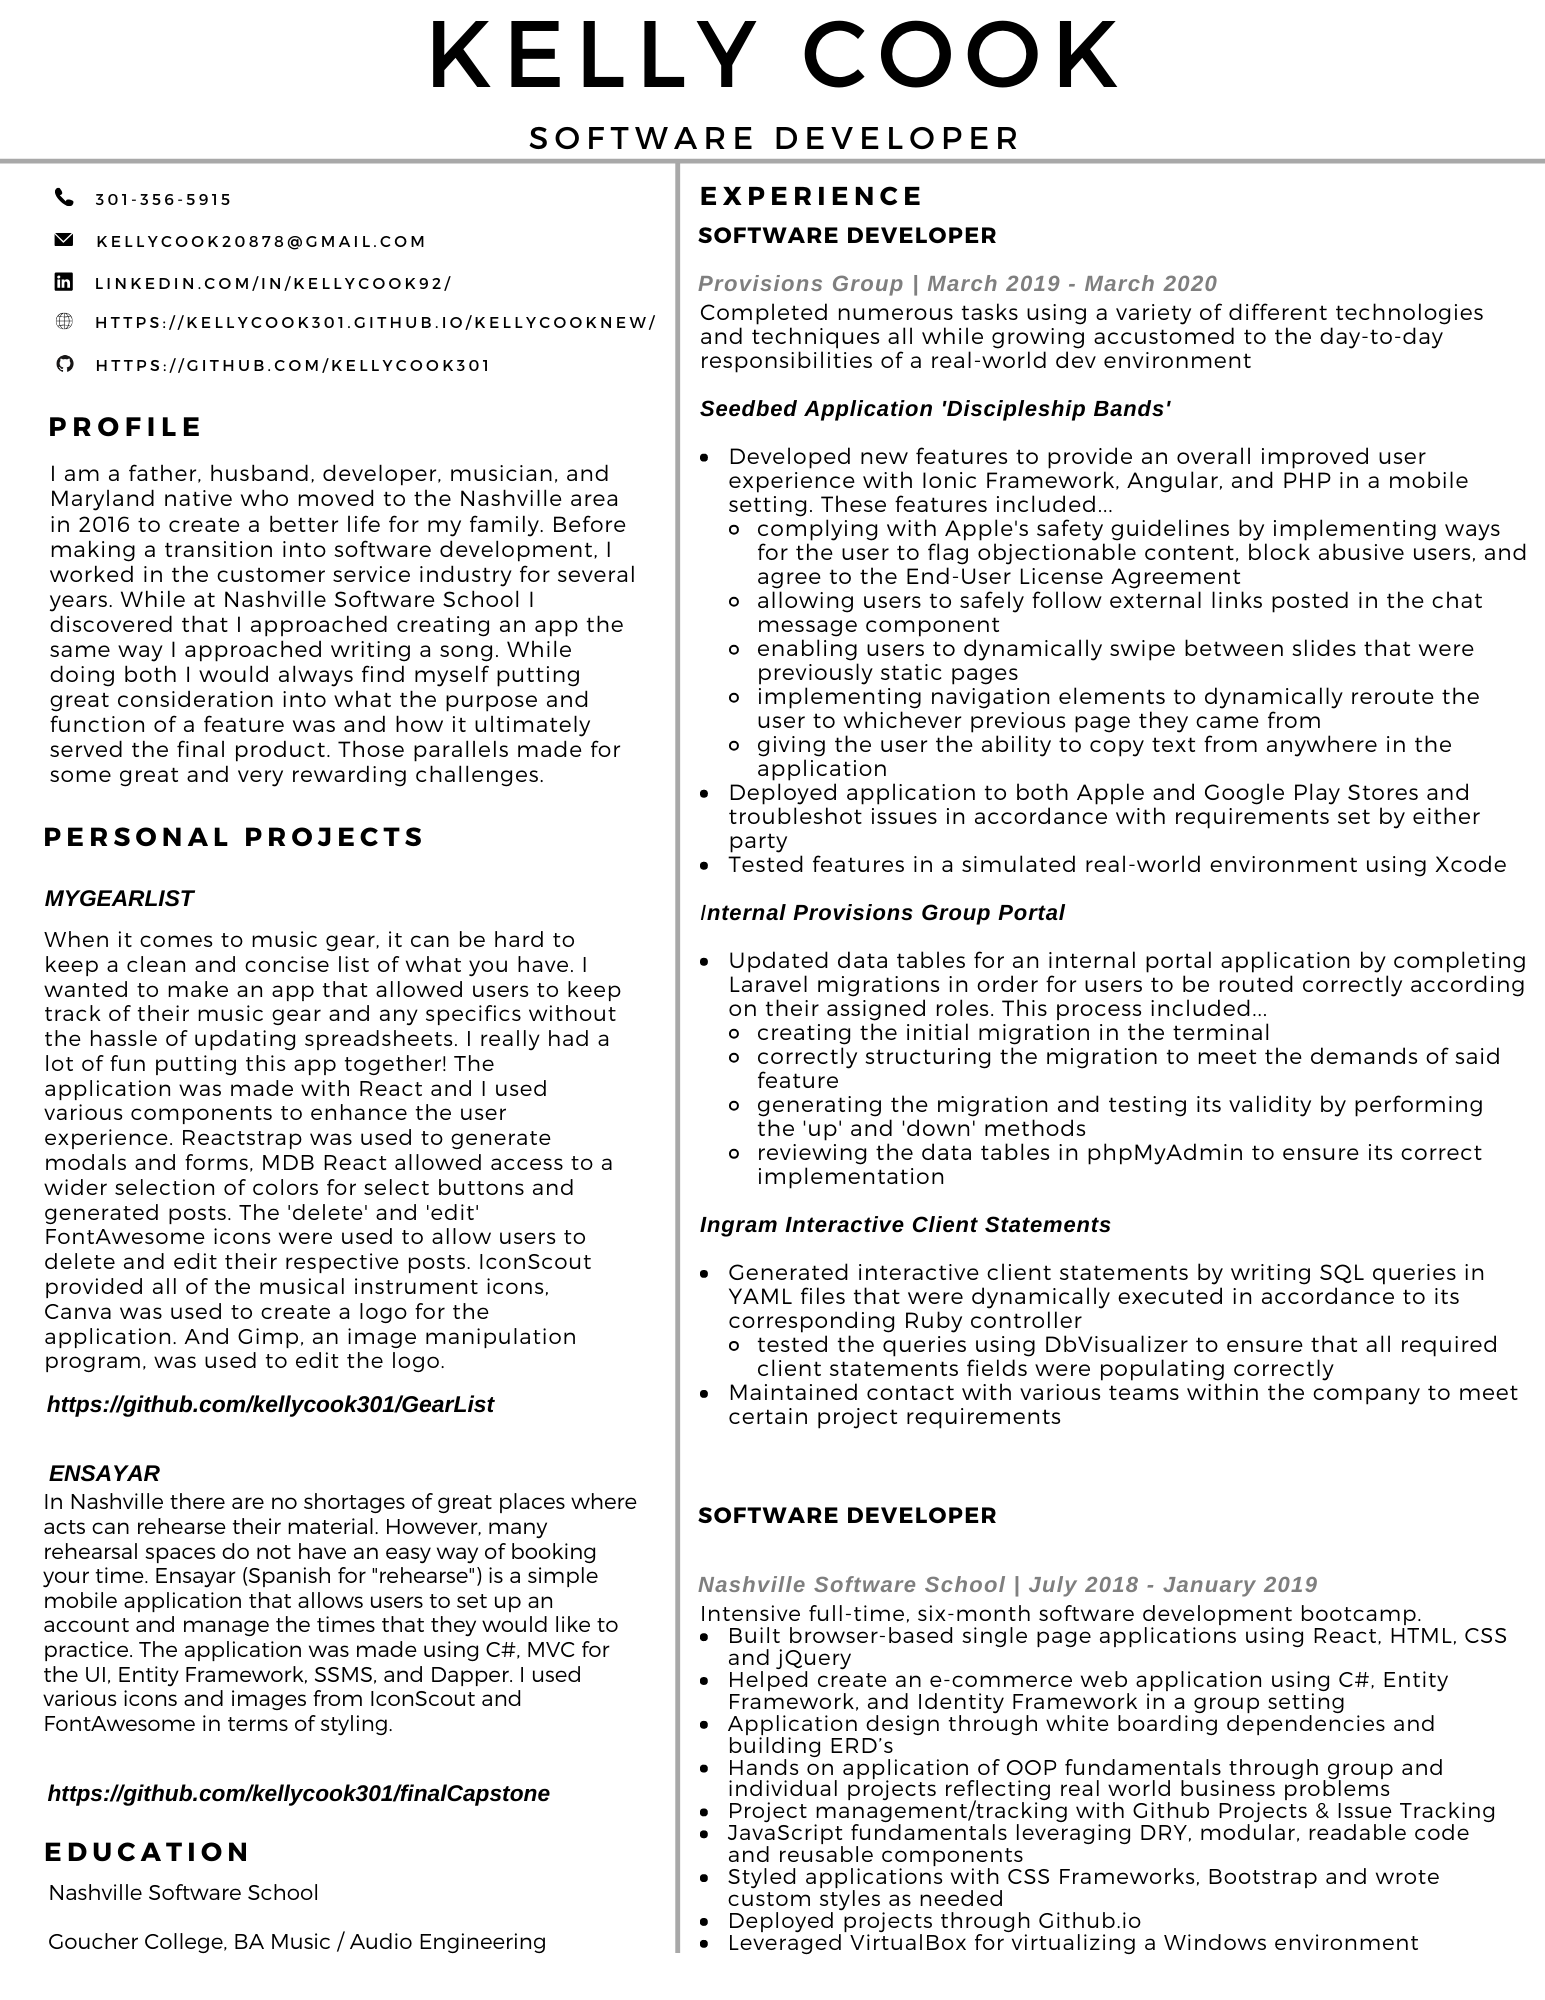 KELLY COOK
SOFTWARE DEVELOPER
301-356-5915
KELLYCOOK20878@GMAIL.COM
LINKEDIN.COM/IN/KELLYCOOK92/
HTTPS://KELLYCOOK301.GITHUB.IO/KELLYCOOKNEW/
HTTPS://GITHUB.COM/KELLYCOOK301
PROFILE
I am a father, husband, developer, musician, and
Maryland native who moved to the Nashville area
in 2016 to create a better life for my family. Before
making a transition into software development, I
worked in the customer service industry for several
years. While at Nashville Software School I
discovered that I approached creating an app the
same way I approached writing a song. While
doing both I would always find myself putting
great consideration into what the purpose and
function of a feature was and how it ultimately
served the final product. Those parallels made for
some great and very rewarding challenges.
PERSONAL PROJECTS
MYGEARLIST
When it comes to music gear, it can be hard to
keep a clean and concise list of what you have. I
wanted to make an app that allowed users to keep
track of their music gear and any specifics without
the hassle of updating spreadsheets. I really had a
lot of fun putting this app together! The
application was made with React and I used
various components to enhance the user
experience. Reactstrap was used to generate
modals and forms, MDB React allowed access to a
wider selection of colors for select buttons and
generated posts. The 'delete' and 'edit'
FontAwesome icons were used to allow users to
delete and edit their respective posts. IconScout
provided all of the musical instrument icons,
Canva was used to create a logo for the
application. And Gimp, an image manipulation
program, was used to edit the logo.
https://github.com/kellycook301/GearList
ENSAYAR
In Nashville there are no shortages of great places where
acts can rehearse their material. However, many
rehearsal spaces do not have an easy way of booking
your time. Ensayar (Spanish for "rehearse") is a simple
mobile application that allows users to set up an
account and manage the times that they would like to
practice. The application was made using C#, MVC for
the UI, Entity Framework, SSMS, and Dapper. I used
various icons and images from IconScout and
FontAwesome in terms of styling.
https://github.com/kellycook301/finalCapstone
EDUCATION
Nashville Software School
Goucher College, BA Music / Audio Engineering
EXPERIENCE
SOFTWARE DEVELOPER
Provisions Group | March 2019 - March 2020
Completed numerous tasks using a variety of different technologies
and techniques all while growing accustomed to the day-to-day
responsibilities of a real-world dev environment
Seedbed Application 'Discipleship Bands'
Developed new features to provide an overall improved user
experience with Ionic Framework, Angular, and PHP in a mobile
setting. These features included...
complying with Apple's safety guidelines by implementing ways
for the user to flag objectionable content, block abusive users, and
agree to the End-User License Agreement
allowing users to safely follow external links posted in the chat
message component
enabling users to dynamically swipe between slides that were
previously static pages
implementing navigation elements to dynamically reroute the
user to whichever previous page they came from
giving the user the ability to copy text from anywhere in the
application
Deployed application to both Apple and Google Play Stores and
troubleshot issues in accordance with requirements set by either
party
Tested features in a simulated real-world environment using Xcode
Internal Provisions Group Portal
Updated data tables for an internal portal application by completing
Laravel migrations in order for users to be routed correctly according
on their assigned roles. This process included...
creating the initial migration in the terminal
correctly structuring the migration to meet the demands of said
feature
generating the migration and testing its validity by performing
the 'up' and 'down' methods
reviewing the data tables in phpMyAdmin to ensure its correct
implementation
Ingram Interactive Client Statements
Generated interactive client statements by writing SQL queries in
YAML files that were dynamically executed in accordance to its
corresponding Ruby controller
tested the queries using DbVisualizer to ensure that all required
client statements fields were populating correctly
Maintained contact with various teams within the company to meet
certain project requirements
SOFTWARE DEVELOPER
Nashville Software School | July 2018 - January 2019
Intensive full-time, six-month software development bootcamp.
Built browser-based single page applications using React, HTML, CSS
and jQuery
Helped create an e-commerce web application using C#, Entity
Framework, and Identity Framework in a group setting
Application design through white boarding dependencies and
building ERD’s
Hands on application of OOP fundamentals through group and
individual projects reflecting real world business problems
Project management/tracking with Github Projects & Issue Tracking
JavaScript fundamentals leveraging DRY, modular, readable code
and reusable components
Styled applications with CSS Frameworks, Bootstrap and wrote
custom styles as needed
Deployed projects through Github.io
Leveraged VirtualBox for virtualizing a Windows environment